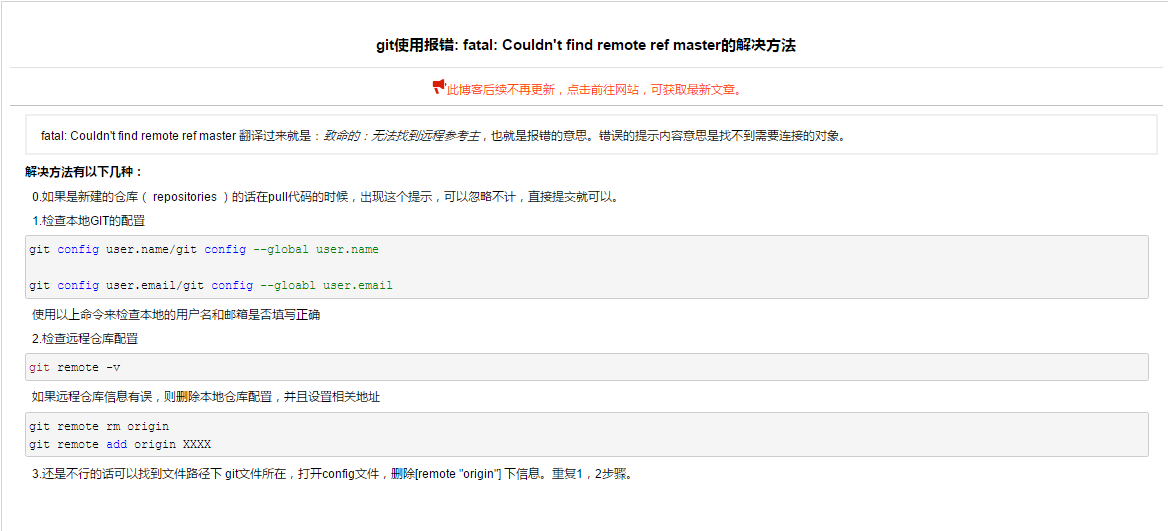 git使用报错: fatal: Couldn't find remote ref master的解决方法
此博客后续不再更新，点击前往网站，可获取最新文章。
fatal: Couldn't find remote ref master 翻译过来就是：致命的：无法找到远程参考主，也就是报错的意思。错误的提示内容意思是找不到需要连接的对象。
解决方法有以下几种：
0.如果是新建的仓库（ repositories ）的话在pull代码的时候，出现这个提示，可以忽略不计，直接提交就可以。
1.检查本地GIT的配置
git config user.name/git config --global user.name
git config user.email/git config --gloabl user.email
使用以上命令来检查本地的用户名和邮箱是否填写正确
2.检查远程仓库配置
git remote -v
如果远程仓库信息有误，则删除本地仓库配置，并且设置相关地址
git remote rm origin
git remote add origin XXXX
3.还是不行的话可以找到文件路径下 git文件所在，打开config文件，删除[remote "origin"] 下信息。重复1，2步骤。